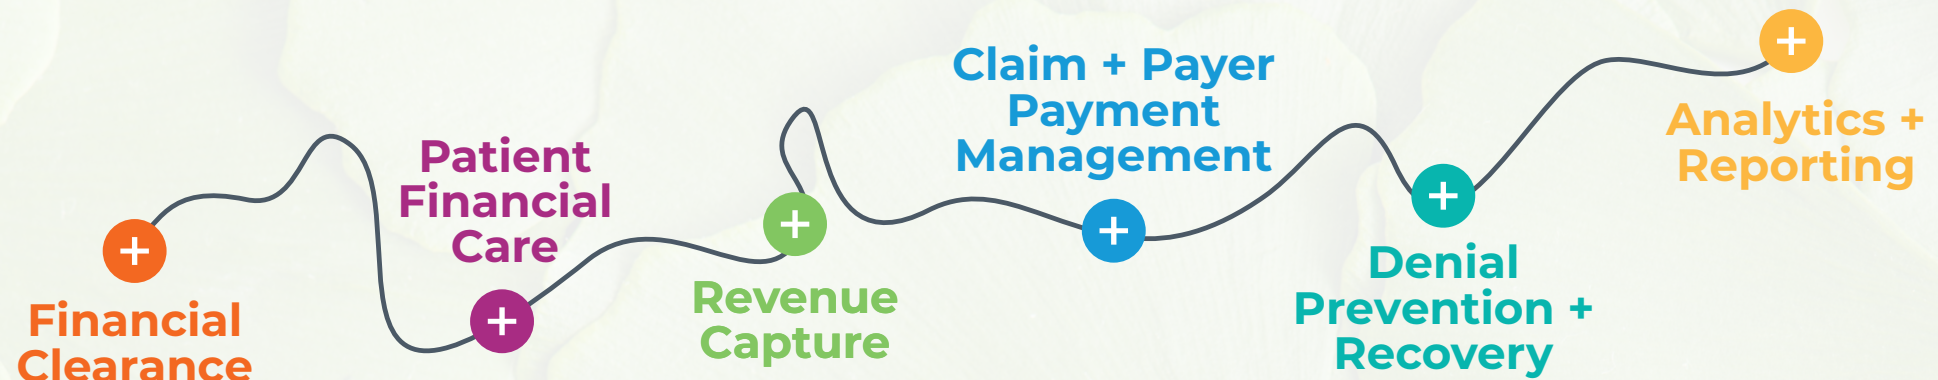 Financial
Clearance
Patient
Financial
Care
Revenue
Capture
Claim + Payer
Payment
Management
Denial
Prevention +
Recovery
Analytics +
Reporting